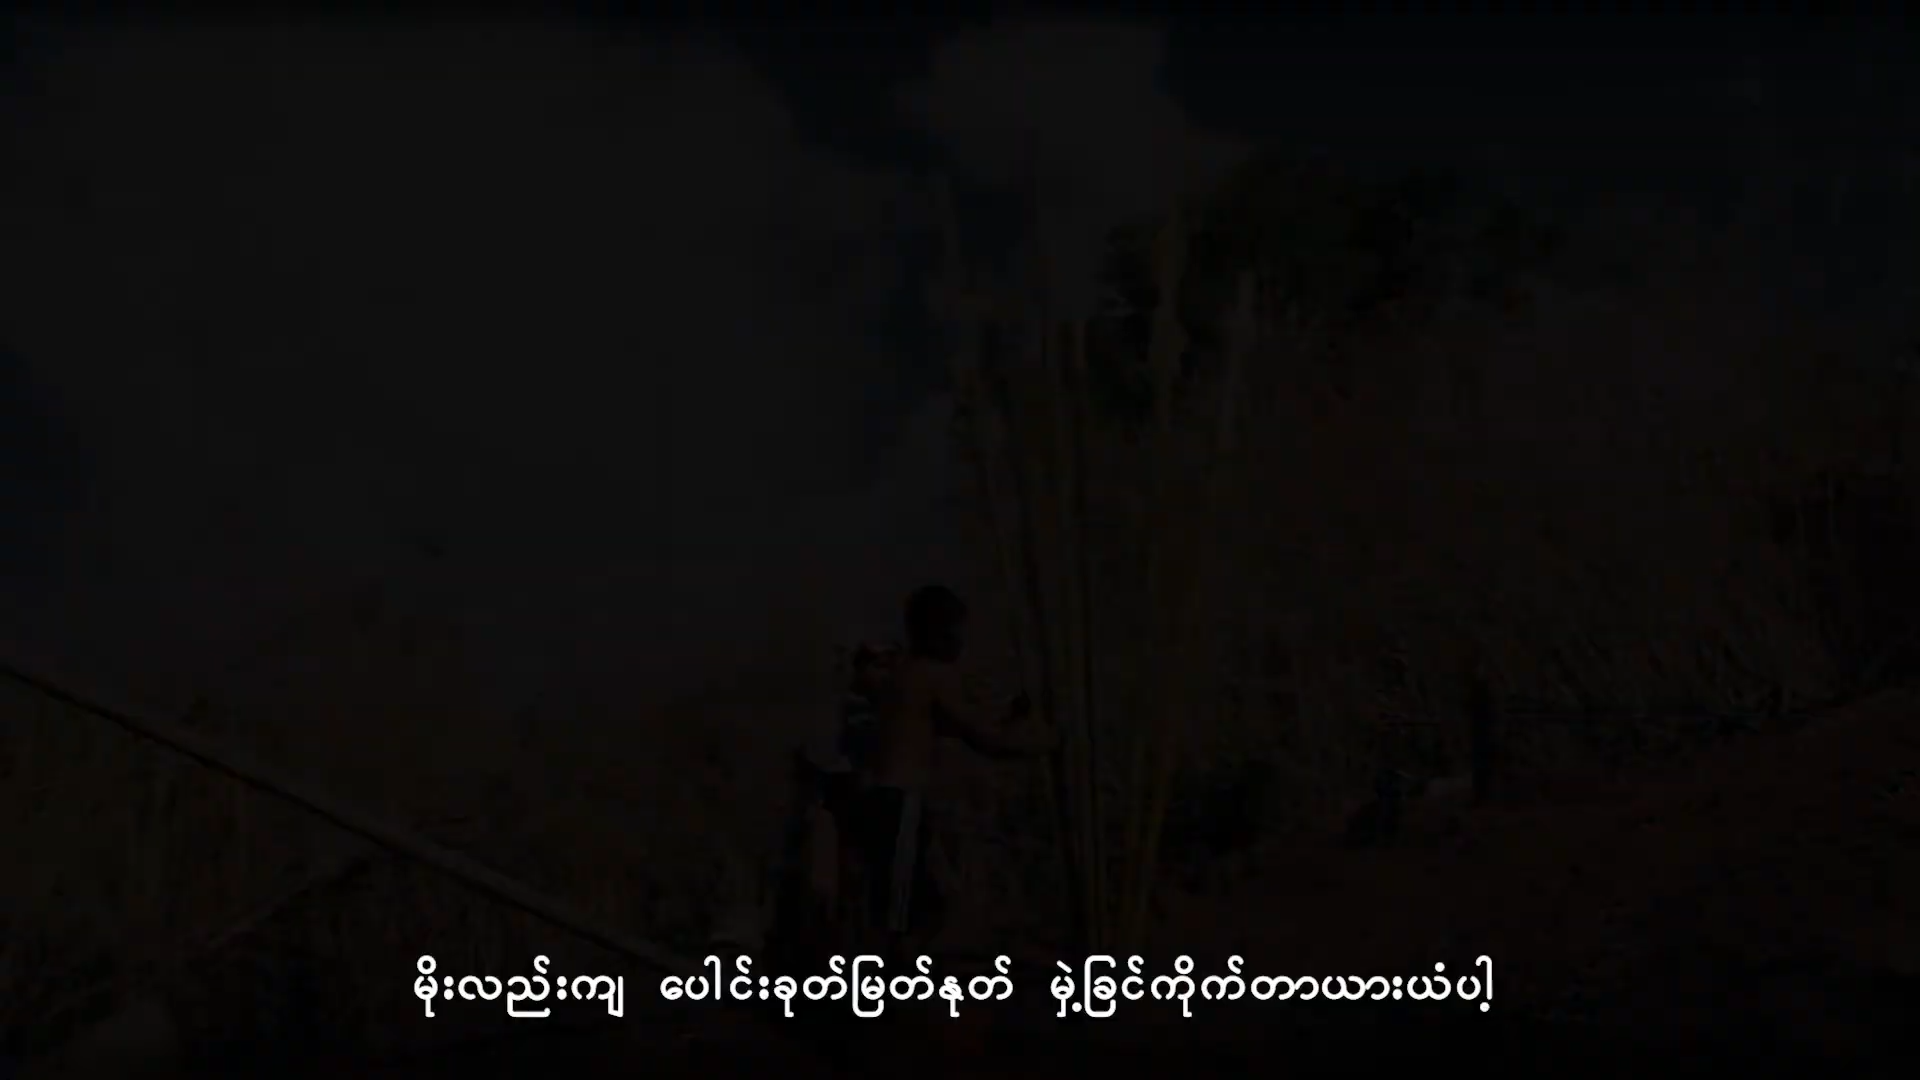 မိုးလည်းကျ ပေါင်းခုတ်မြတ်နုတ် မှဲ့ခြင်ကိုက်တာယားယံပါ့